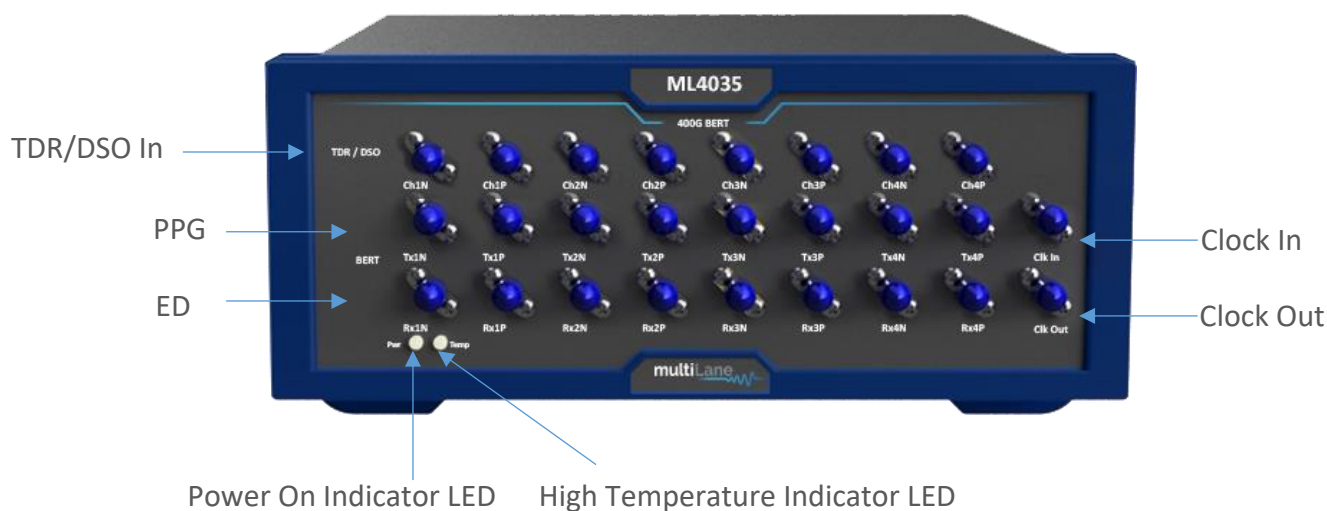 ML4035
400G BERT
TDR/DSO In
TDR / DSO
Ch1N Ch1P Ch2N Ch2P Ch3N Ch3P Ch4N Ch4P
PPG
Clock In
BERT Tx1N Tx1P Tx2N Tx2P Tx3N Tx3P Tx4N Tx4P Clk In
ED
Clock Out
Rx1N Rx1P Rx2N Rx2P Rx3N Rx3P Rx4N Rx4P Clk Out
Pwr Temp
multiLane
Power On Indicator LED High Temperature Indicator LED